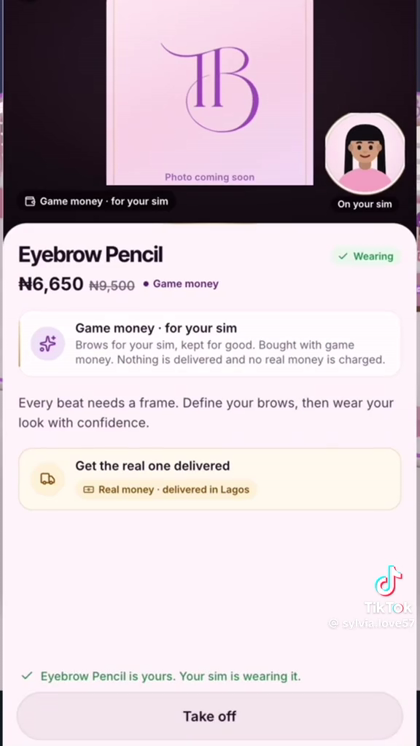 TB
Photo coming soon
Game money · for your sim
On your sim
Eyebrow Pencil
✓ Wearing
₦6,650 ₦9,500 • Game money
Game money · for your sim
Brows for your sim, kept for good. Bought with game
money. Nothing is delivered and no real money is charged.
Every beat needs a frame. Define your brows, then wear your
look with confidence.
Get the real one delivered
Real money · delivered in Lagos
TikTok
@ sylvia.love57
✓ Eyebrow Pencil is yours. Your sim is wearing it.
Take off